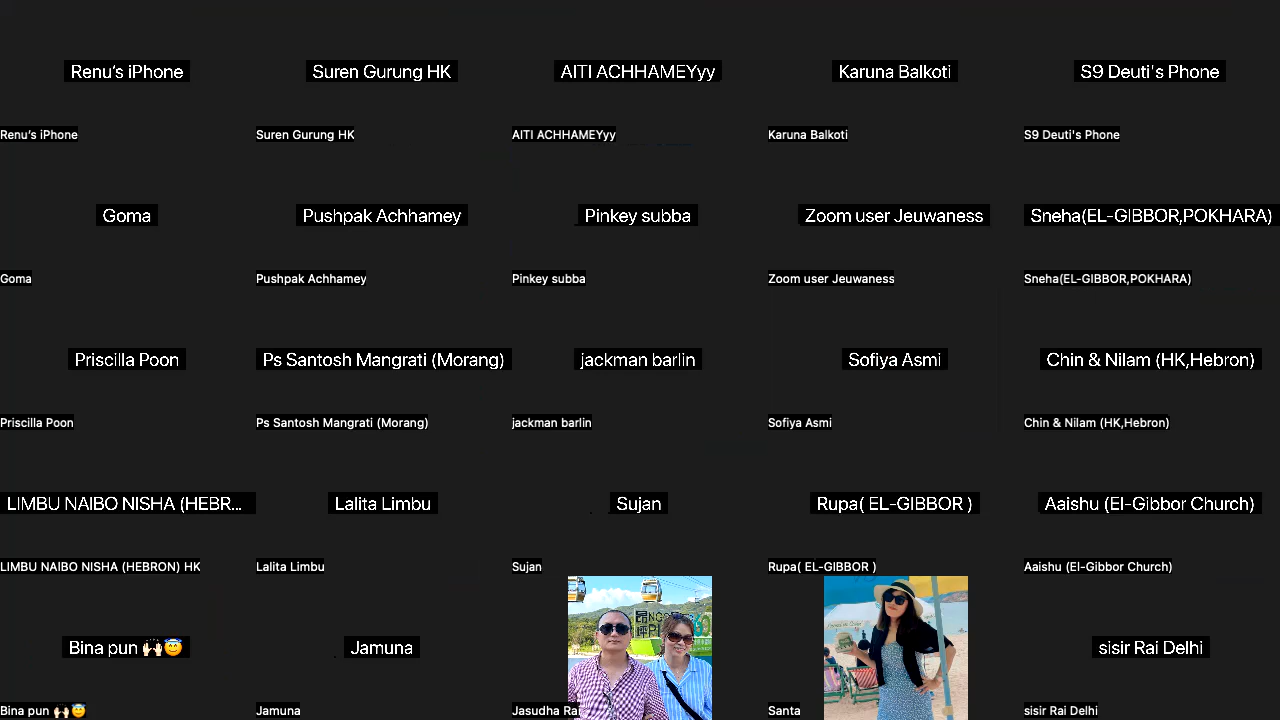 Renu's iPhone
Suren Gurung HK
AITI ACHHAMEYyy
Karuna Balkoti
S9 Deuti's Phone
Renu's iPhone
Suren Gurung HK
AITI ACHHAMEYyy
Karuna Balkoti
S9 Deuti's Phone
Goma
Pushpak Achhamey
Pinkey subba
Zoom user Jeuwaness
Sneha(EL-GIBBOR,POKHARA)
Goma
Pushpak Achhamey
Pinkey subba
Zoom user Jeuwaness
Sneha(EL-GIBBOR,POKHARA)
Priscilla Poon
Ps Santosh Mangrati (Morang)
jackman barlin
Sofiya Asmi
Chin & Nilam (HK,Hebron)
Priscilla Poon
Ps Santosh Mangrati (Morang)
jackman barlin
Sofiya Asmi
Chin & Nilam (HK,Hebron)
LIMBU NAIBO NISHA (HEBR...
Lalita Limbu
Sujan
Rupa( EL-GIBBOR )
Aaishu (El-Gibbor Church)
LIMBU NAIBO NISHA (HEBRON) HK
Lalita Limbu
Sujan
Rupa( EL-GIBBOR )
Aaishu (El-Gibbor Church)
Bina pun 🙌🏻😇
Jamuna
昂坪
sisir Rai Delhi
Bina pun 🙌🏻😇
Jamuna
Jasudha Rai
Santa
sisir Rai Delhi